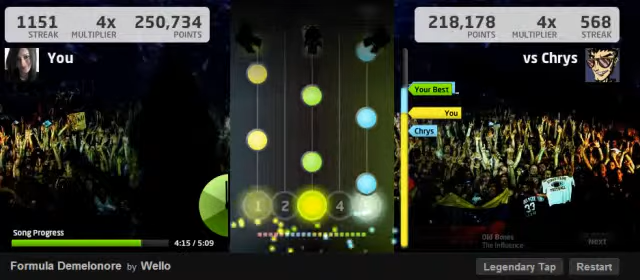 1151 4x 250,734
STREAK MULTIPLIER POINTS
218,178 4x 568
POINTS MULTIPLIER STREAK
You
vs Chrys
Your Best
You
Chrys
1 2 4
Song Progress
4:15 / 5:09
Old Bones
The Influence
Next
Formula Demelonore by Wello
Legendary Tap Restart